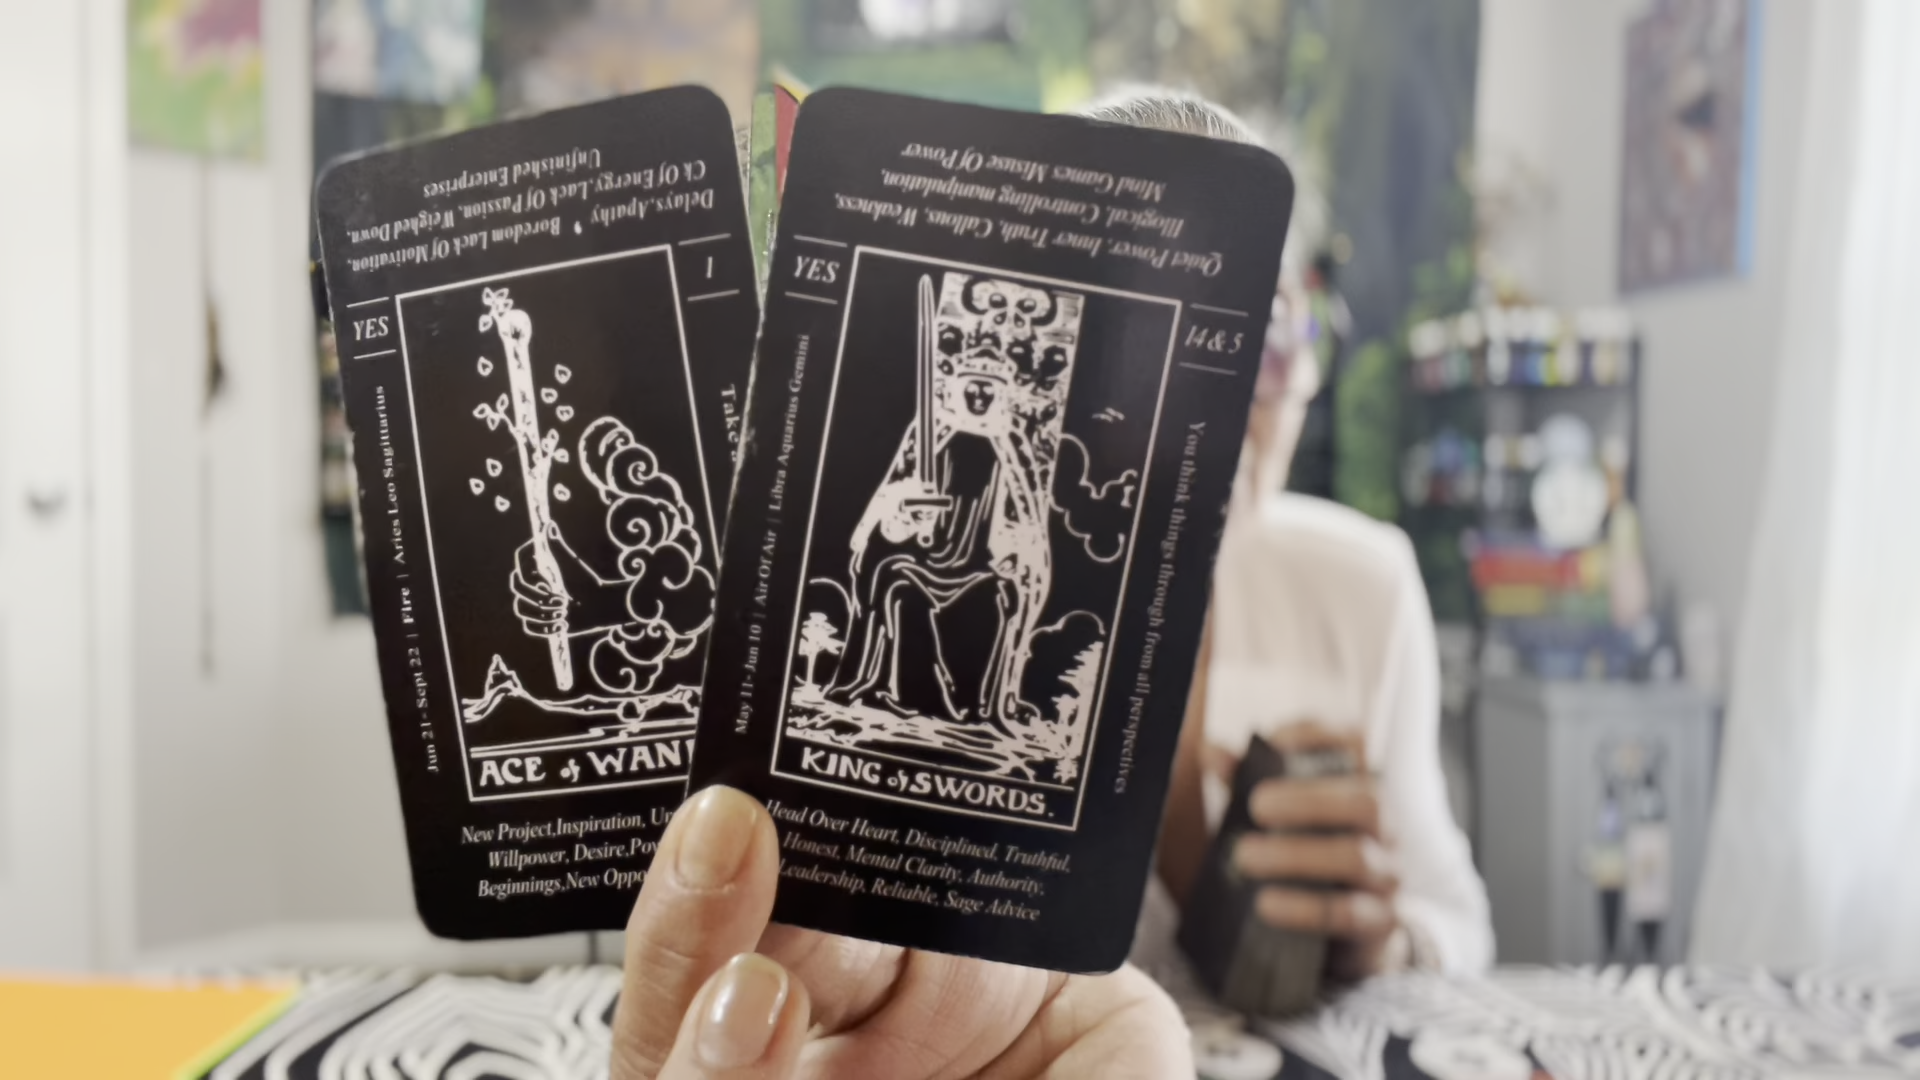 Delays, Apathy , Boredom Lack Of Motivation,
Ck Of Energy, Lack Of Passion, Weighed Down,
Unfinished Enterprises
YES
1
Jun 21 - Sept 22 | Fire | Aries Leo Sagittarius
Take a
ACE of WAN
New Project,Inspiration,
Willpower, Desire,
Beginnings,New
Quiet Power, Inner Truth, Callous, Weakness,
Illogical, Controlling manipulation,
Mind Games Misuse Of Power
YES
14 & 5
May 11- Jun 10 | Air Of Air | Libra Aquarius Gemini
You think things through from all perspectives
KING of SWORDS.
Head Over Heart, Disciplined, Truthful,
Honest, Mental Clarity, Authority,
Leadership, Reliable, Sage Advice